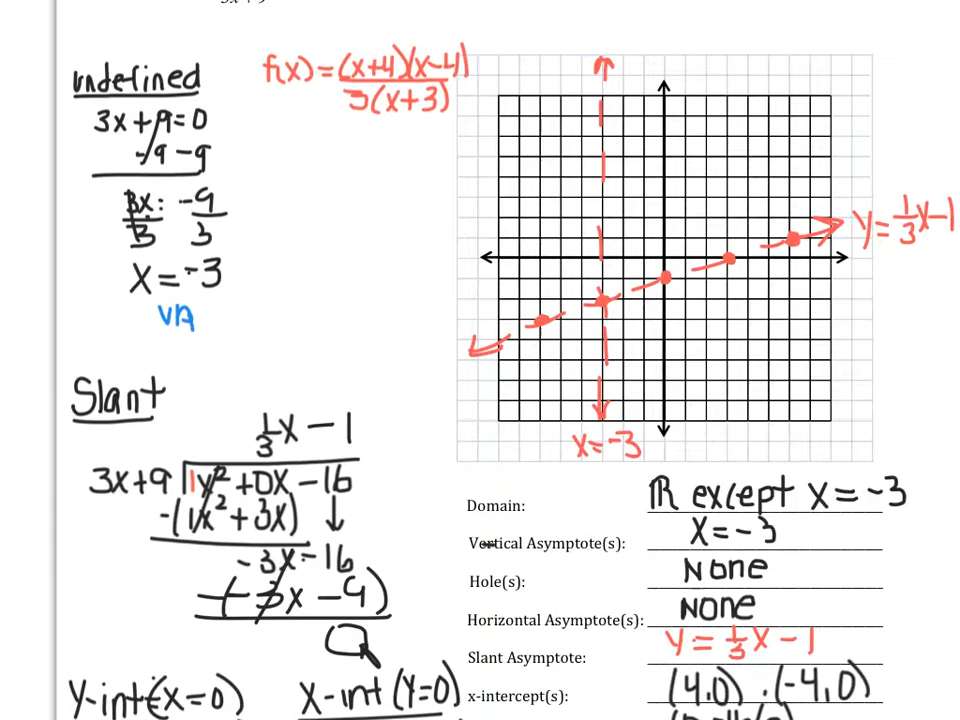 undefined
3x+9=0
-9 -9
3x = -9
3 3
x = -3
VA
f(x) = (x+4)(x-4)
3(x+3)
y = 1/3 x - 1
x = -3
Slant
1/3 x - 1
3x+9 1x² + 0x - 16
-(1x² + 3x) ↓
-3x - 16
-(-3x - 9)
Domain: ℝ except x = -3
Vertical Asymptote(s): x = -3
Hole(s): None
Horizontal Asymptote(s): None
Slant Asymptote: y = 1/3 x - 1
x-intercept(s): (4,0) , (-4,0)
y-int (x=0)
x-int (y=0)